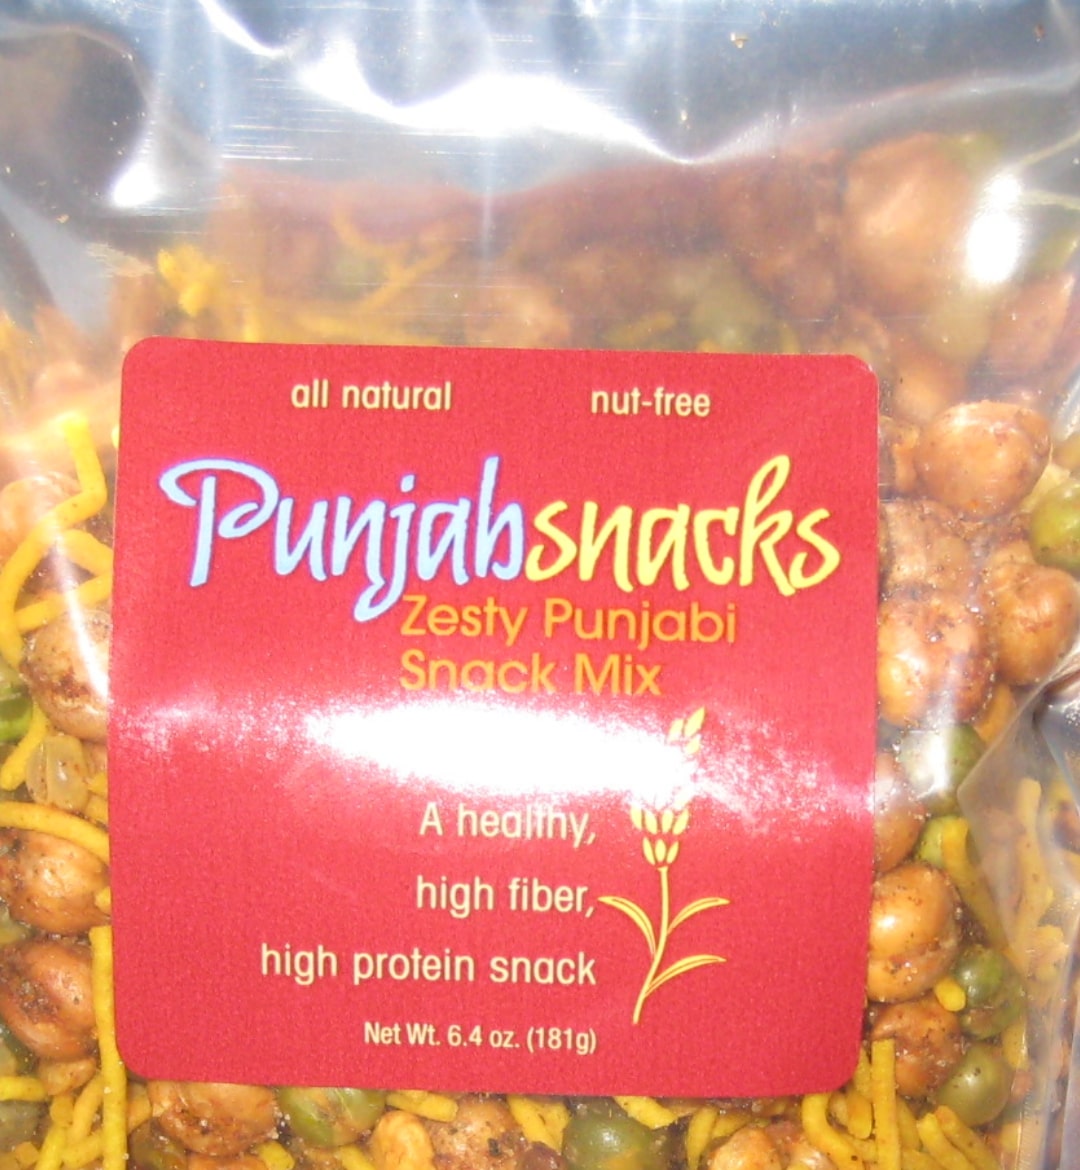 all natural nut-free
Punjabsnacks
Zesty Punjabi
Snack Mix
A healthy,
high fiber,
high protein snack
Net Wt. 6.4 oz. (181g)